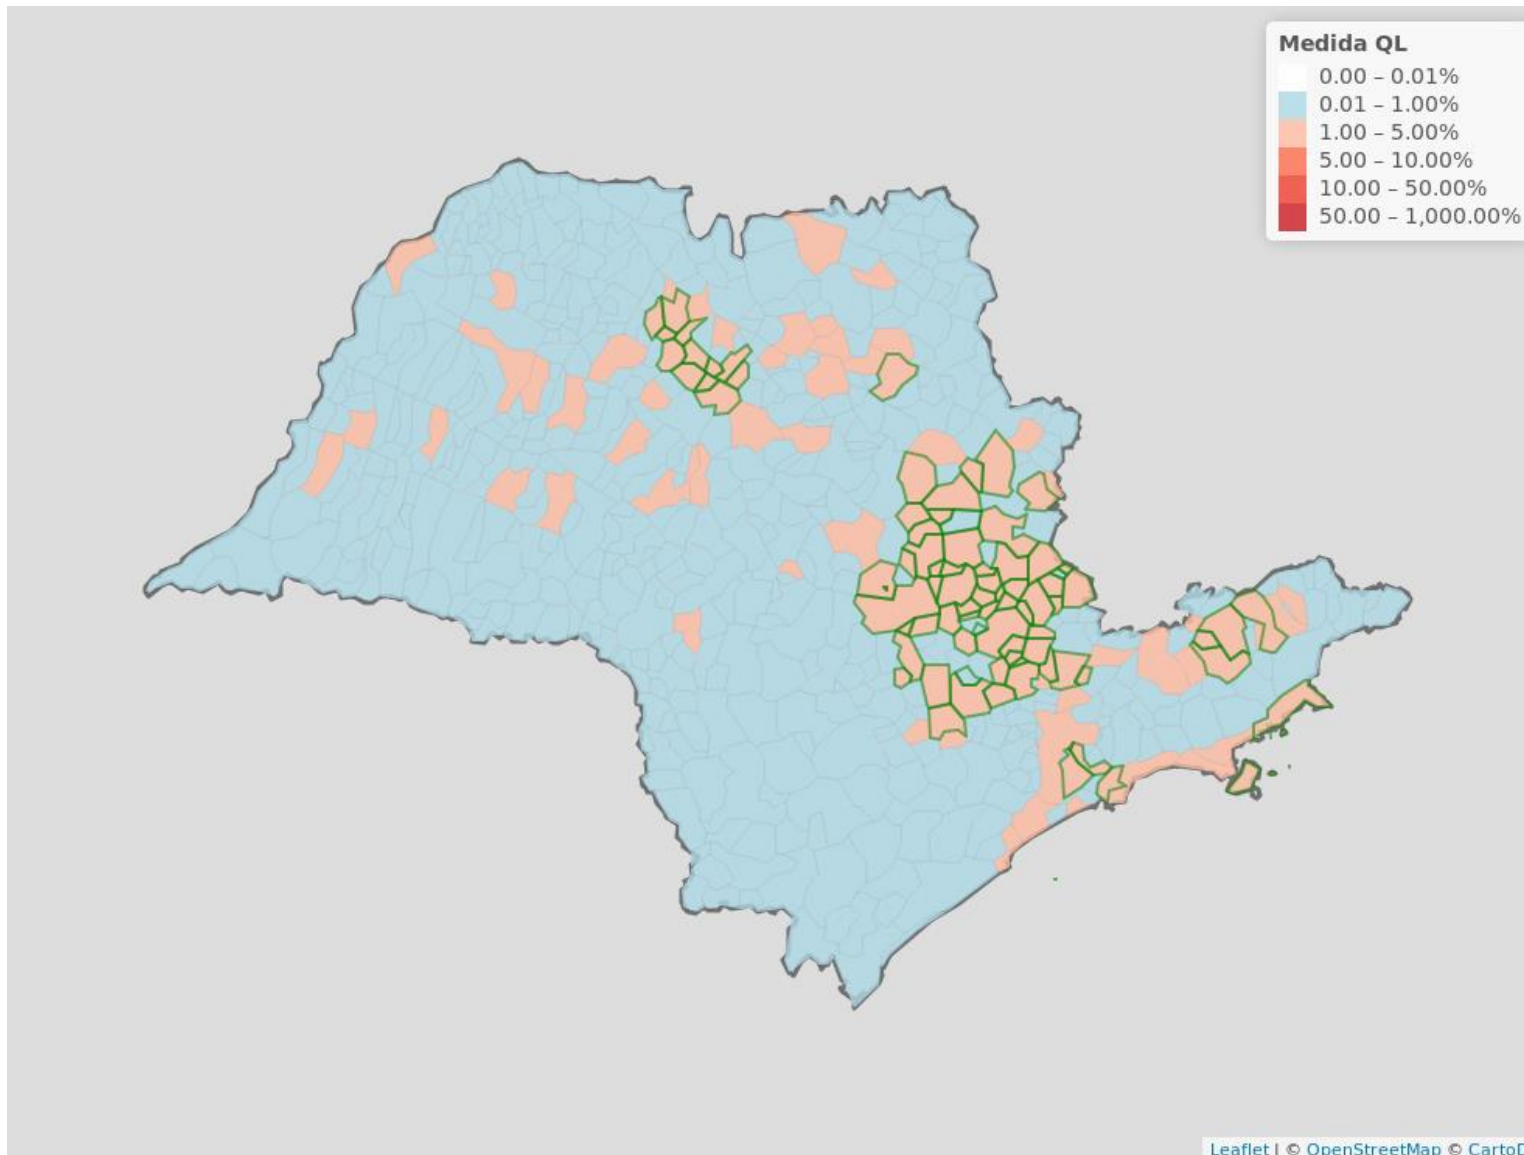 Medida QL
0.00 – 0.01%
0.01 – 1.00%
1.00 – 5.00%
5.00 – 10.00%
10.00 – 50.00%
50.00 – 1,000.00%
Leaflet | © OpenStreetMap © CartoD